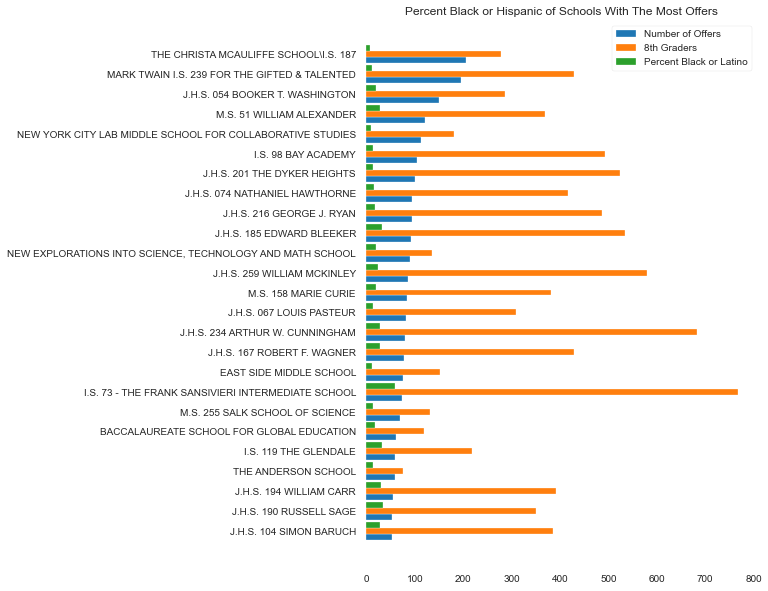 Percent Black or Hispanic of Schools With The Most Offers
Number of Offers
8th Graders
Percent Black or Latino
THE CHRISTA MCAULIFFE SCHOOL\I.S. 187
MARK TWAIN I.S. 239 FOR THE GIFTED & TALENTED
J.H.S. 054 BOOKER T. WASHINGTON
M.S. 51 WILLIAM ALEXANDER
NEW YORK CITY LAB MIDDLE SCHOOL FOR COLLABORATIVE STUDIES
I.S. 98 BAY ACADEMY
J.H.S. 201 THE DYKER HEIGHTS
J.H.S. 074 NATHANIEL HAWTHORNE
J.H.S. 216 GEORGE J. RYAN
J.H.S. 185 EDWARD BLEEKER
NEW EXPLORATIONS INTO SCIENCE, TECHNOLOGY AND MATH SCHOOL
J.H.S. 259 WILLIAM MCKINLEY
M.S. 158 MARIE CURIE
J.H.S. 067 LOUIS PASTEUR
J.H.S. 234 ARTHUR W. CUNNINGHAM
J.H.S. 167 ROBERT F. WAGNER
EAST SIDE MIDDLE SCHOOL
I.S. 73 - THE FRANK SANSIVIERI INTERMEDIATE SCHOOL
M.S. 255 SALK SCHOOL OF SCIENCE
BACCALAUREATE SCHOOL FOR GLOBAL EDUCATION
I.S. 119 THE GLENDALE
THE ANDERSON SCHOOL
J.H.S. 194 WILLIAM CARR
J.H.S. 190 RUSSELL SAGE
J.H.S. 104 SIMON BARUCH
0 100 200 300 400 500 600 700 800